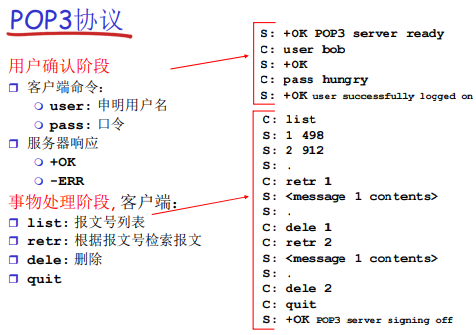 POP3协议
用户确认阶段
客户端命令:
user: 申明用户名
pass: 口令
服务器响应
+OK
-ERR
事物处理阶段, 客户端:
list: 报文号列表
retr: 根据报文号检索报文
dele: 删除
quit
S: +OK POP3 server ready
C: user bob
S: +OK
C: pass hungry
S: +OK user successfully logged on
C: list
S: 1 498
S: 2 912
S: .
C: retr 1
S: <message 1 contents>
S: .
C: dele 1
C: retr 2
S: <message 1 contents>
S: .
C: dele 2
C: quit
S: +OK POP3 server signing off